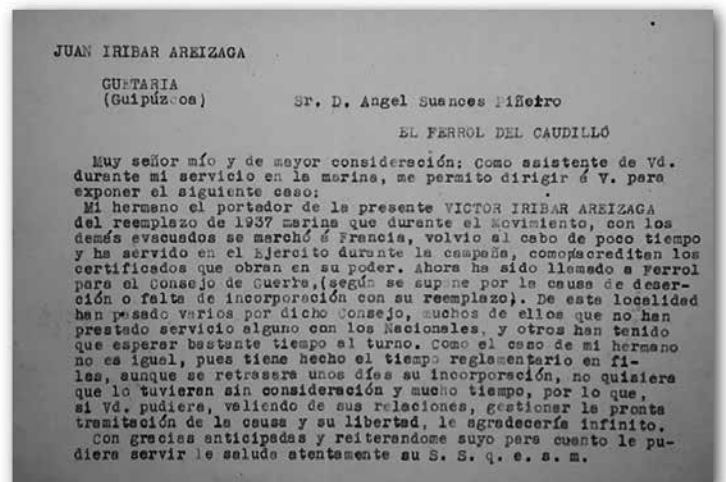 JUAN IRIBAR AREIZAGA
GUETARIA
(Guipúzcoa) Sr. D. Angel Suances Piñeiro
EL FERROL DEL CAUDILLÓ
Muy señor mío y de mayor consideración: Como asistente de Vd.
durante mi servicio en la marina, me permito dirigir á V. para
exponer el siguiente caso:
Mi hermano el portador de la presente VICTOR IRIBAR AREIZAGA
del reemplazo de 1937 marina que durante el Movimiento, con los
demás evacuados se marchó á Francia, volvio al cabo de poco tiempo
y ha servido en el Ejercito durante la campaña, como acreditan los
certificados que obran en su poder. Ahora ha sido llamado a Ferrol
para el Consejo de Guerra, (según se supone por la causa de deser-
ción o falta de incorporación con su reemplazo). De esta localidad
han pasado varios por dicho Consejo, muchos de ellos que no han
prestado servicio alguno con los Nacionales, y otros han tenido
que esperar bastante tiempo al turno. Como el caso de mi hermano
no es igual, pues tiene hecho el tiempo reglamentario en fi-
las, aunque se retrasara unos días su incorporación, no quisiera
que lo tuvieran sin consideración y mucho tiempo, por lo que,
si Vd. pudiera, valiendo de sus relaciones, gestionar la pronta
tramitación de la causa y su libertad, le agradecería infinito.
Con gracias anticipadas y reiterandome suyo para cuanto le pu-
diera servir le saluda atentamente su S. S. q. e. s. m.